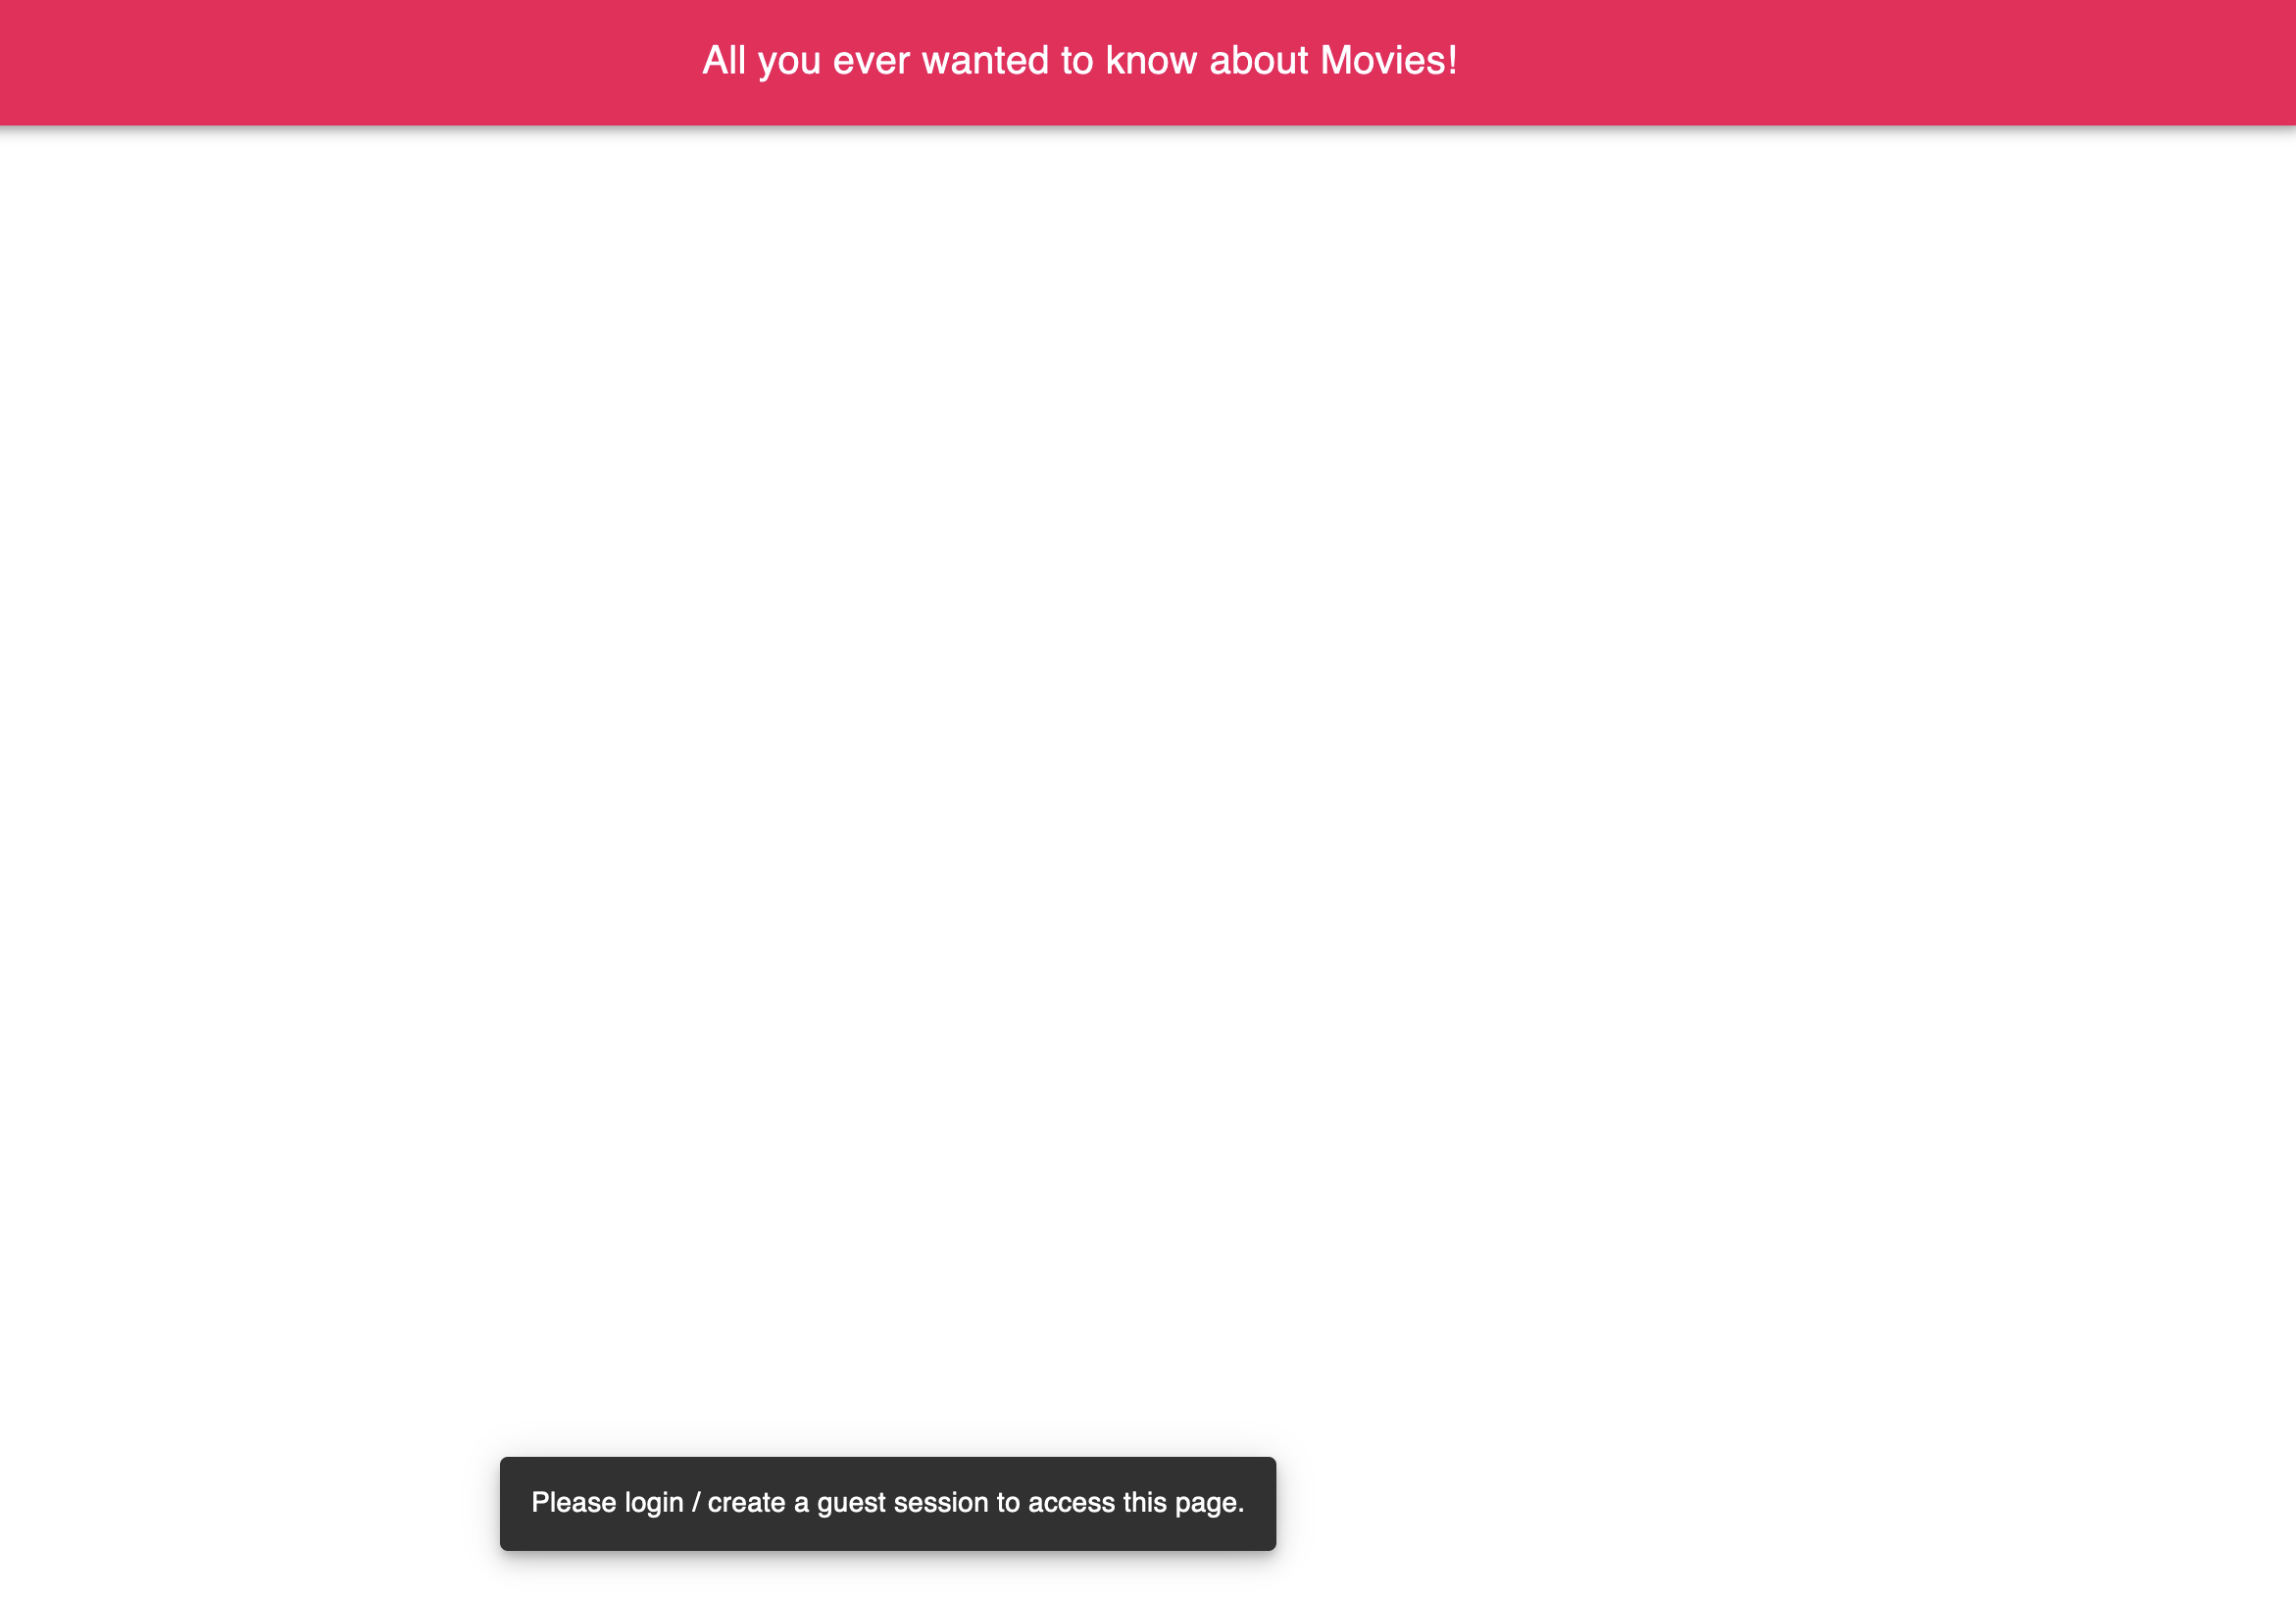 All you ever wanted to know about Movies!
Please login / create a guest session to access this page.